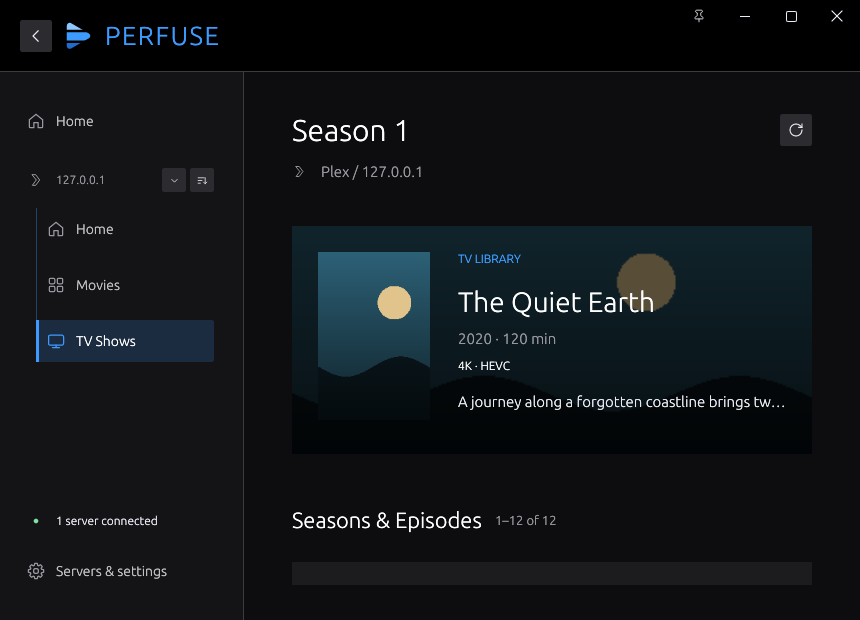 PERFUSE
Home
127.0.0.1
Home
Movies
TV Shows
1 server connected
Servers & settings
Season 1
Plex / 127.0.0.1
TV LIBRARY
The Quiet Earth
2020 · 120 min
4K · HEVC
A journey along a forgotten coastline brings tw…
Seasons & Episodes 1–12 of 12